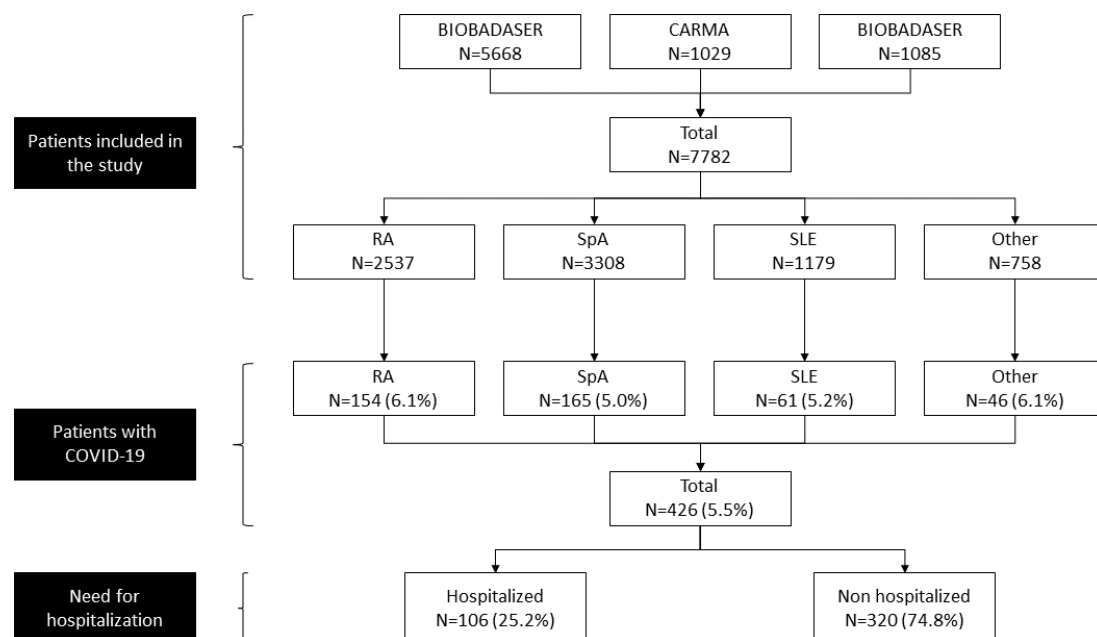 BIOBADASER
N=5668
CARMA
N=1029
BIOBADASER
N=1085
Patients included in
the study
Total
N=7782
RA
N=2537
SpA
N=3308
SLE
N=1179
Other
N=758
RA
N=154 (6.1%)
SpA
N=165 (5.0%)
SLE
N=61 (5.2%)
Other
N=46 (6.1%)
Patients with
COVID-19
Total
N=426 (5.5%)
Need for
hospitalization
Hospitalized
N=106 (25.2%)
Non hospitalized
N=320 (74.8%)